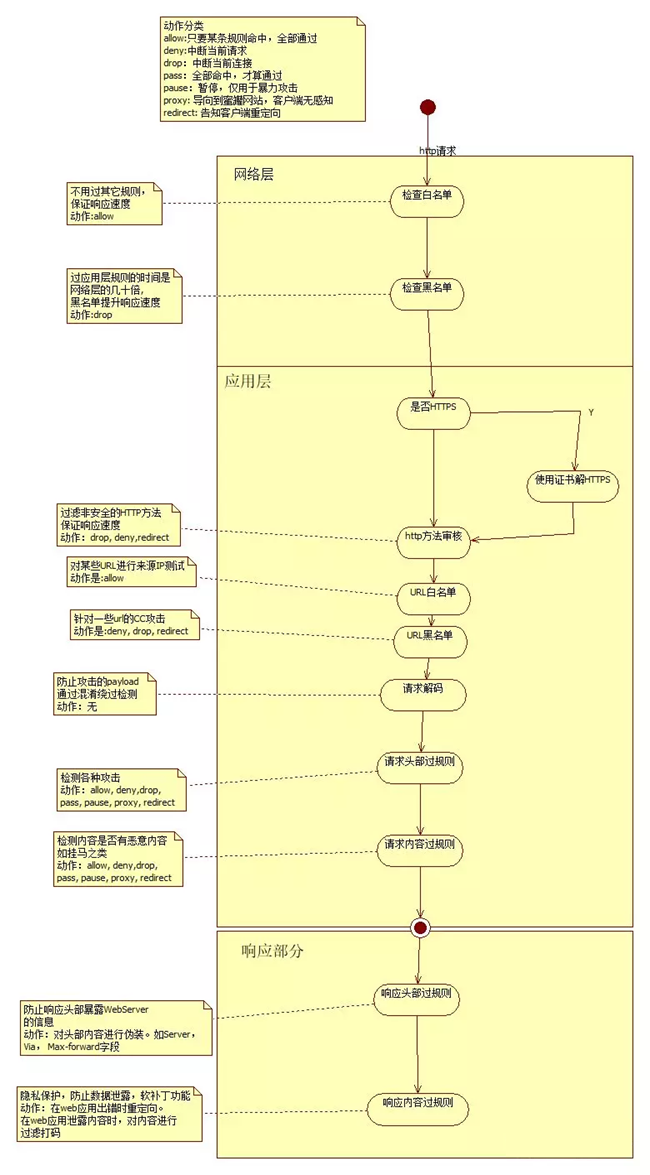 动作分类
allow:只要某条规则命中，全部通过
deny:中断当前请求
drop：中断当前连接
pass：全部命中，才算通过
pause：暂停，仅用于暴力攻击
proxy: 导向到蜜罐网站，客户端无感知
redirect: 告知客户端重定向
http请求
网络层
不用过其它规则，
保证响应速度
动作:allow
检查白名单
过应用层规则的时间是
网络层的几十倍，
黑名单提升响应速度
动作:drop
检查黑名单
应用层
是否HTTPS
Y
使用证书解HTTPS
过滤非安全的HTTP方法
保证响应速度
动作：drop, deny,redirect
http方法审核
对某些URL进行来源IP测试
动作是:allow
URL白名单
针对一些url的CC攻击
动作是:deny, drop, redirect
URL黑名单
防止攻击的payload
通过混淆绕过检测
动作：无
请求解码
请求头部过规则
检测各种攻击
动作：allow, deny,drop,
pass, pause, proxy, redirect
检测内容是否有恶意内容
如挂马之类
动作：allow, deny,drop,
pass, pause, proxy, redirect
请求内容过规则
响应部分
响应头部过规则
防止响应头部暴露WebServer
的信息
动作：对头部内容进行伪装。如Server，
Via， Max-forward字段
隐私保护，防止数据泄露，软补丁功能
动作：在web应用出错时重定向。
在web应用泄露内容时，对内容进行
过滤打码
响应内容过规则